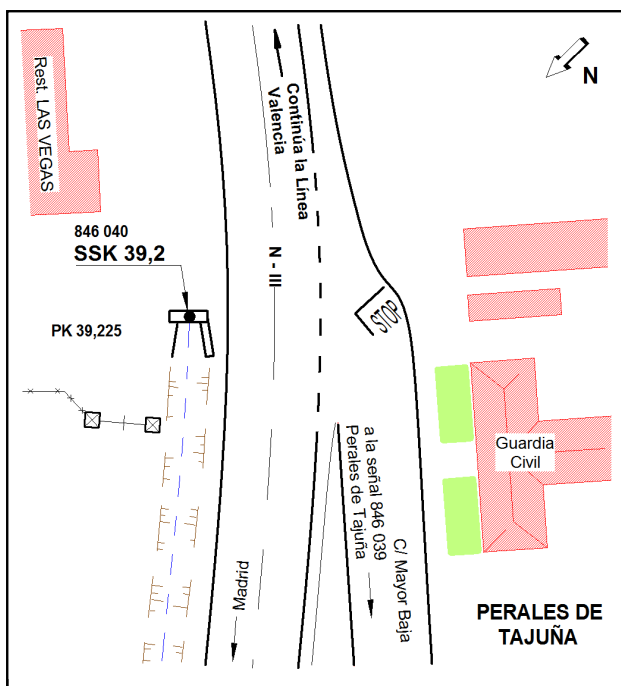 Rest. LAS VEGAS
Continúa la Línea
Valencia
N
846 040
SSK 39,2
N - III
PK 39,225
STOP
a la señal 846 039
Perales de Tajuña
C/ Mayor Baja
Guardia
Civil
Madrid
PERALES DE
TAJUÑA